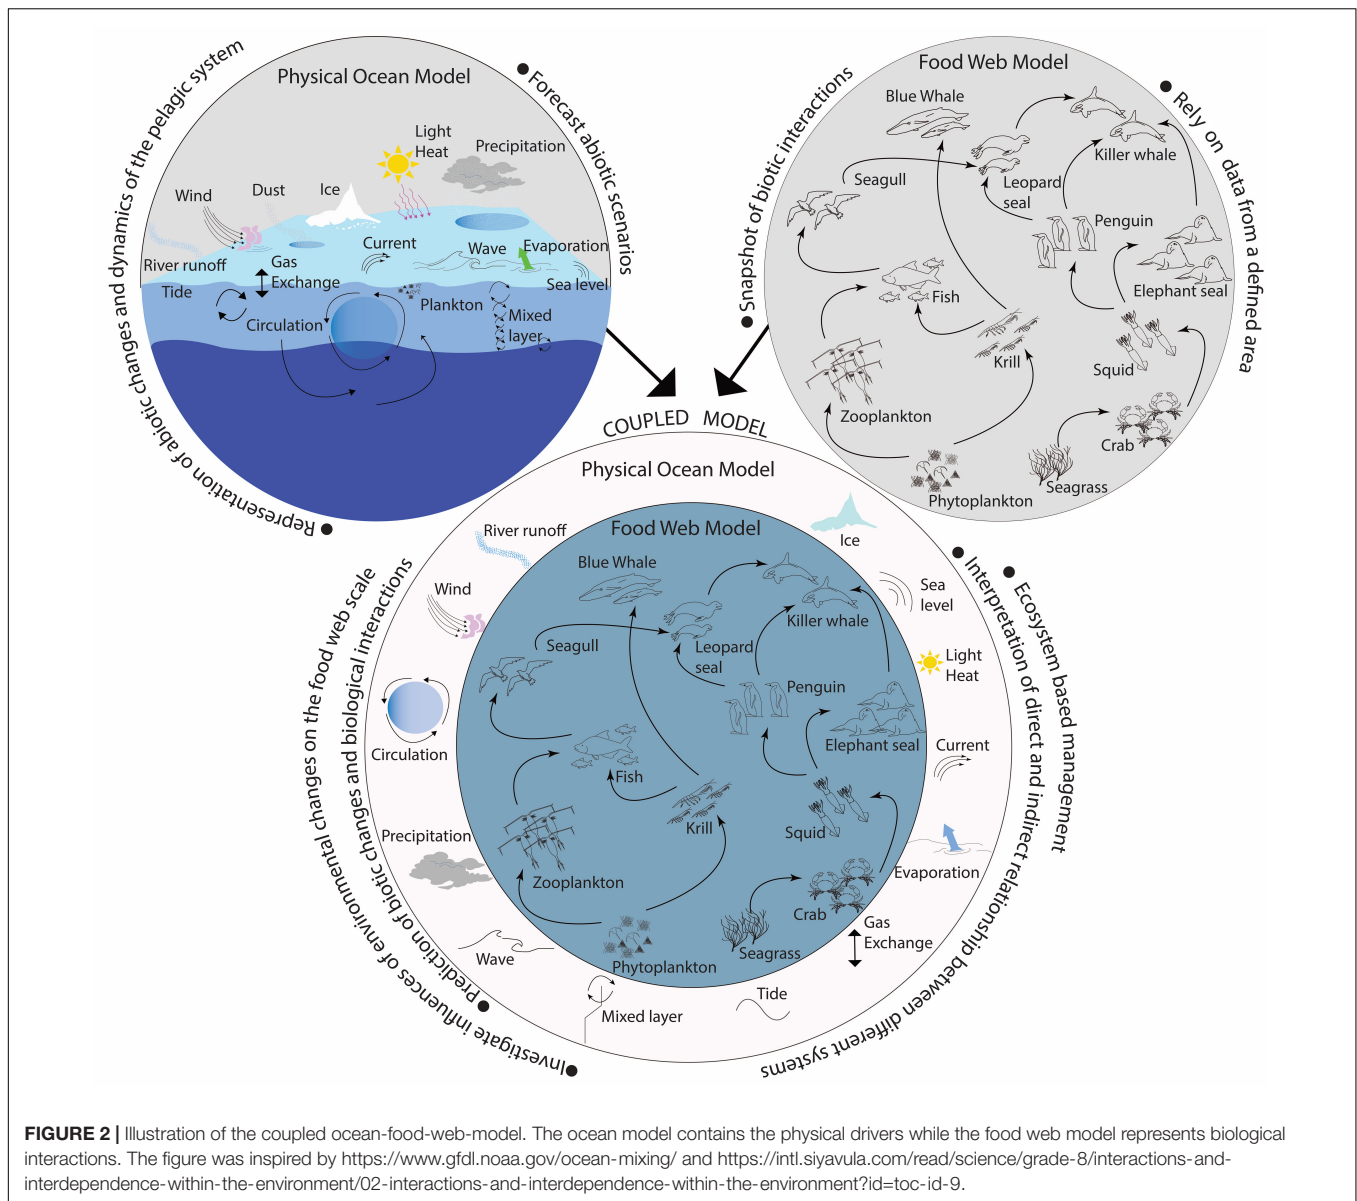 Physical Ocean Model
Representation of abiotic changes and dynamics of the pelagic system
Forecast abiotic scenarios
Light
Heat
Precipitation
Wind
Dust
Ice
River runoff
Gas
Exchange
Current
Wave
Evaporation
Sea level
Tide
Circulation
Plankton
Mixed
layer
Food Web Model
Snapshot of biotic interactions
Rely on data from a defined area
Blue Whale
Killer whale
Seagull
Leopard
seal
Penguin
Elephant seal
Fish
Krill
Squid
Zooplankton
Crab
Phytoplankton
Seagrass
COUPLED MODEL
Physical Ocean Model
Investigate influences of environmental changes on the food web scale
Prediction of biotic changes and biological interactions
Interpretation of direct and indirect relationship between different systems
Ecosystem based management
River runoff
Ice
Wind
Sea
level
Light
Heat
Circulation
Current
Precipitation
Evaporation
Wave
Gas
Exchange
Mixed layer
Tide
Food Web Model
Blue Whale
Killer whale
Seagull
Leopard
seal
Penguin
Elephant seal
Fish
Krill
Squid
Zooplankton
Crab
Phytoplankton
Seagrass
FIGURE 2 | Illustration of the coupled ocean-food-web-model. The ocean model contains the physical drivers while the food web model represents biological
interactions. The figure was inspired by https://www.gfdl.noaa.gov/ocean-mixing/ and https://intl.siyavula.com/read/science/grade-8/interactions-and-
interdependence-within-the-environment/02-interactions-and-interdependence-within-the-environment?id=toc-id-9.